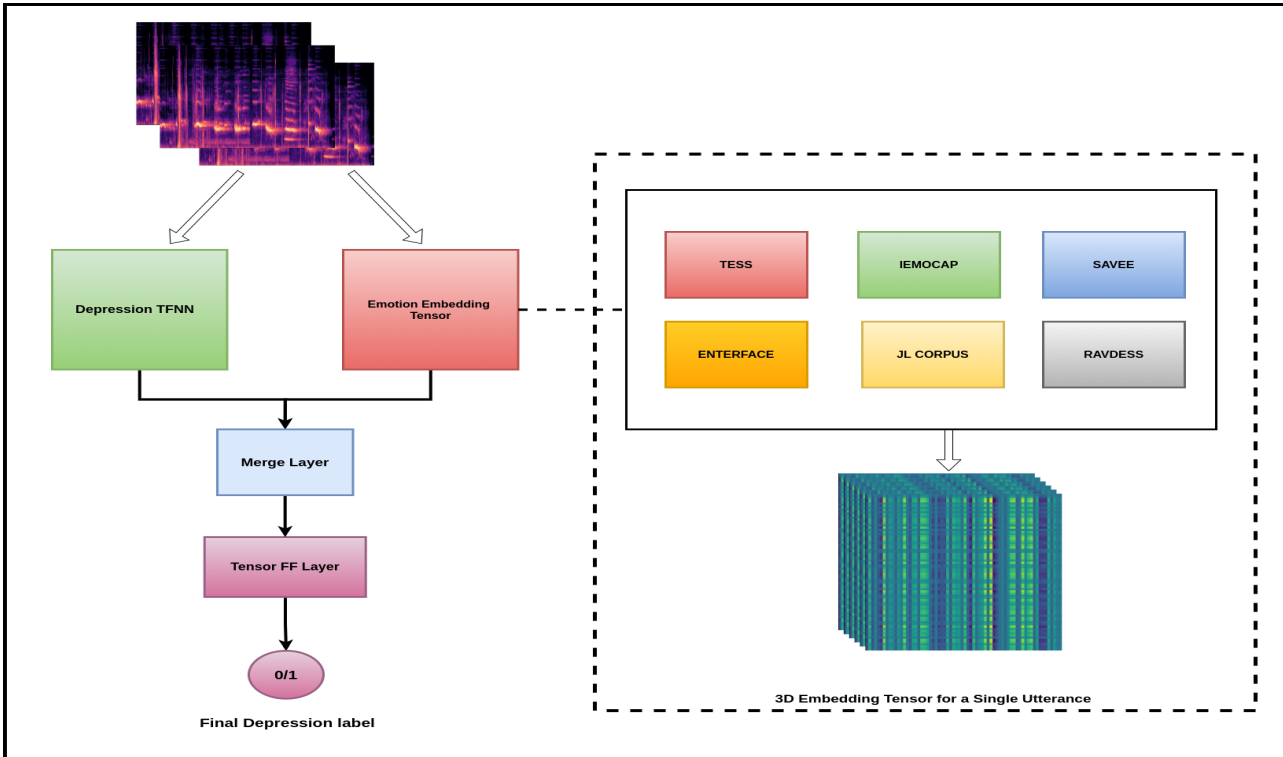 Depression TFNN
Emotion Embedding
Tensor
Merge Layer
Tensor FF Layer
0/1
Final Depression label
TESS
IEMOCAP
SAVEE
ENTERFACE
JL CORPUS
RAVDESS
3D Embedding Tensor for a Single Utterance